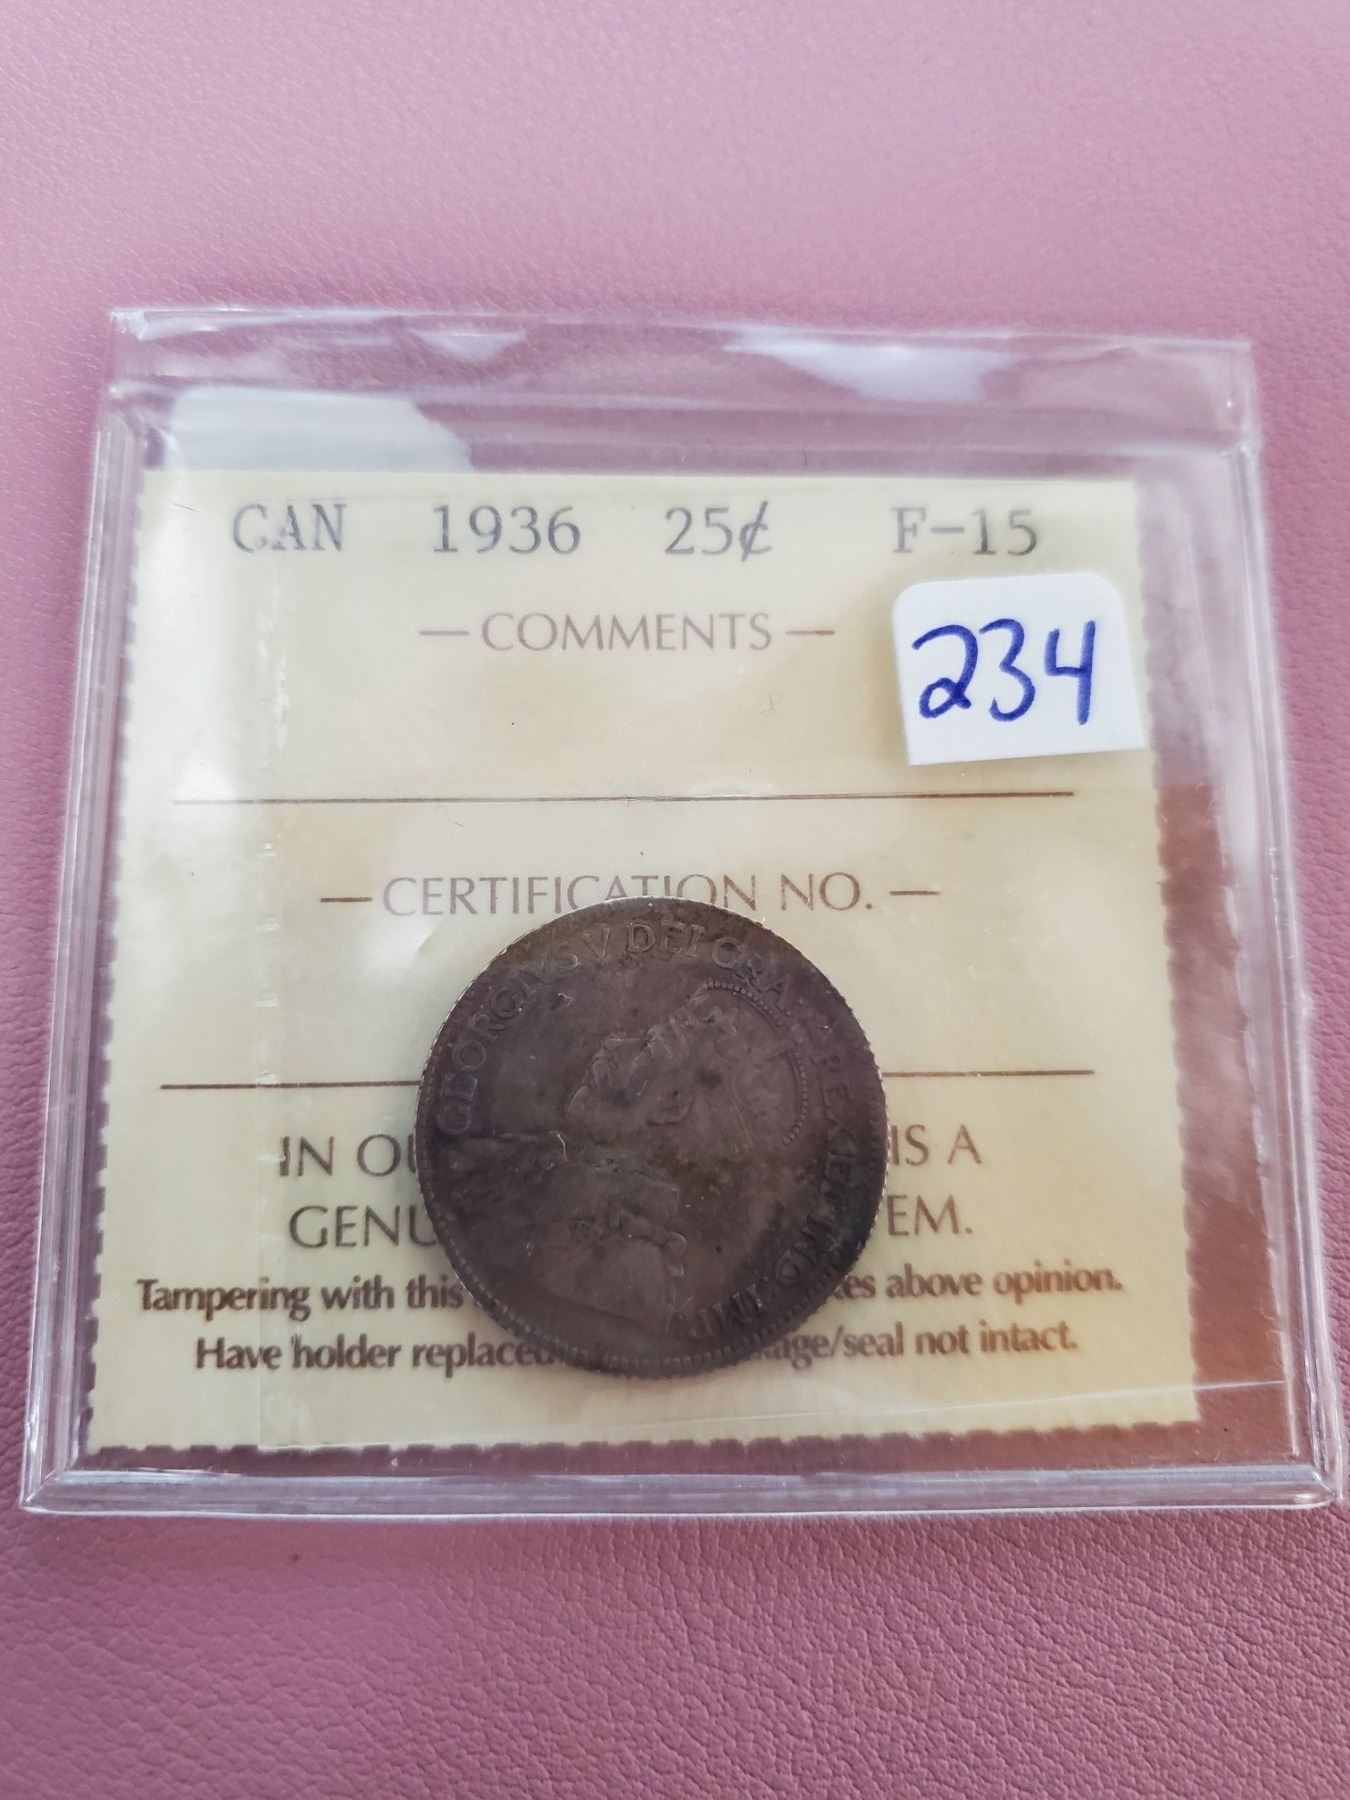 CAN 1936 25¢ F-15
— COMMENTS —
234
— CERTIFICATION NO. —
GEORGIVS V DEI GRA: REX ET IND: IMP:
IN OU IS A
GENU EM.
Tampering with this es above opinion.
Have holder replaced age/seal not intact.